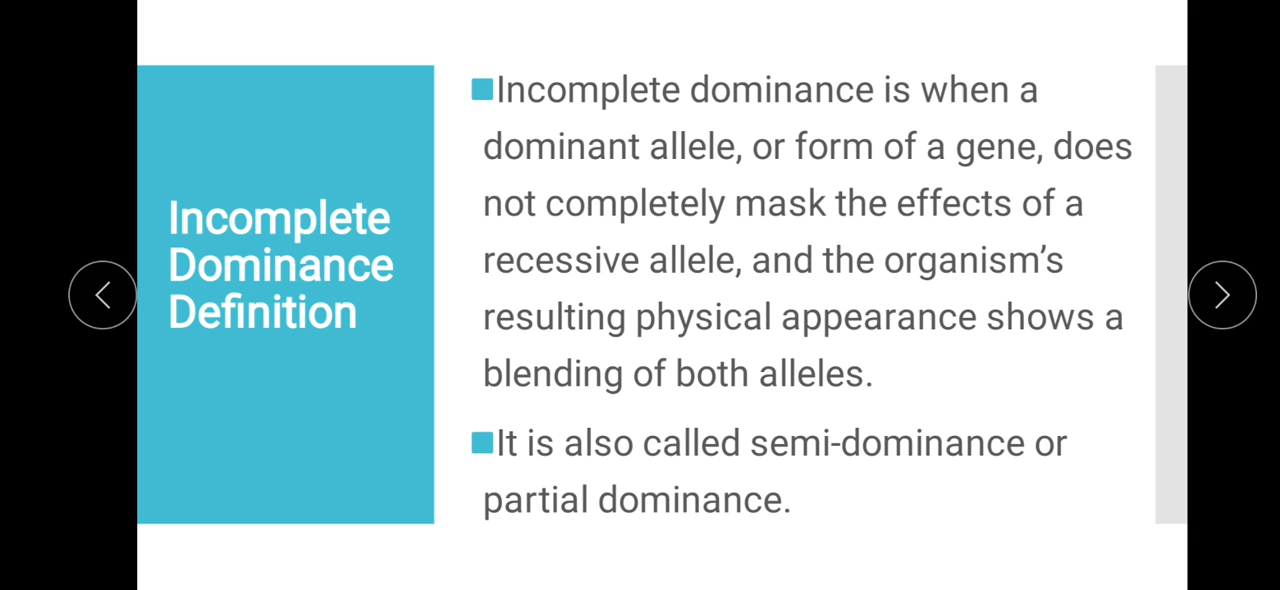 Incomplete
Dominance
Definition
Incomplete dominance is when a
dominant allele, or form of a gene, does
not completely mask the effects of a
recessive allele, and the organism’s
resulting physical appearance shows a
blending of both alleles.
It is also called semi-dominance or
partial dominance.